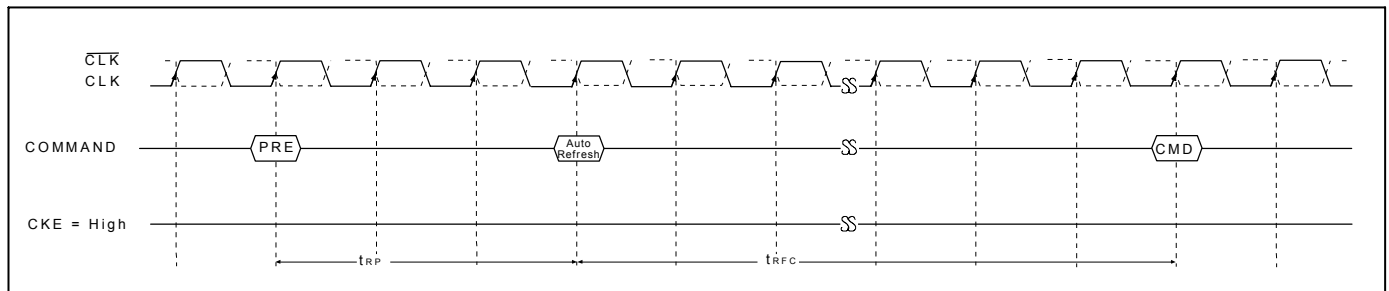 CLK
CLK
COMMAND
PRE
Auto
Refresh
CMD
CKE = High
tRP
tRFC